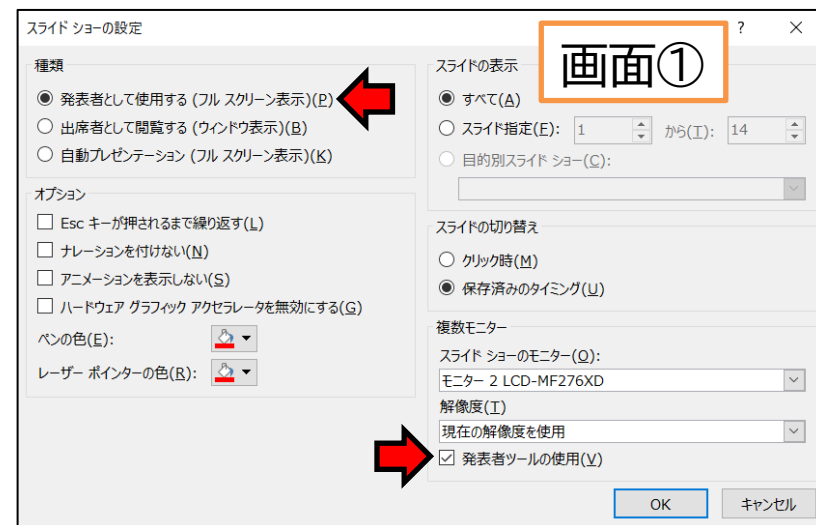 スライド ショーの設定
?
×
画面①
種類
発表者として使用する (フル スクリーン表示)(P)
出席者として閲覧する (ウィンドウ表示)(B)
自動プレゼンテーション (フル スクリーン表示)(K)
オプション
Esc キーが押されるまで繰り返す(L)
ナレーションを付けない(N)
アニメーションを表示しない(S)
ハードウェア グラフィック アクセラレータを無効にする(G)
ペンの色(E):
レーザー ポインターの色(R):
スライドの表示
すべて(A)
スライド指定(F): 1 から(T): 14
目的別スライド ショー(C):
スライドの切り替え
クリック時(M)
保存済みのタイミング(U)
複数モニター
スライド ショーのモニター(O):
モニター 2 LCD-MF276XD
解像度(T)
現在の解像度を使用
発表者ツールの使用(V)
OK キャンセル